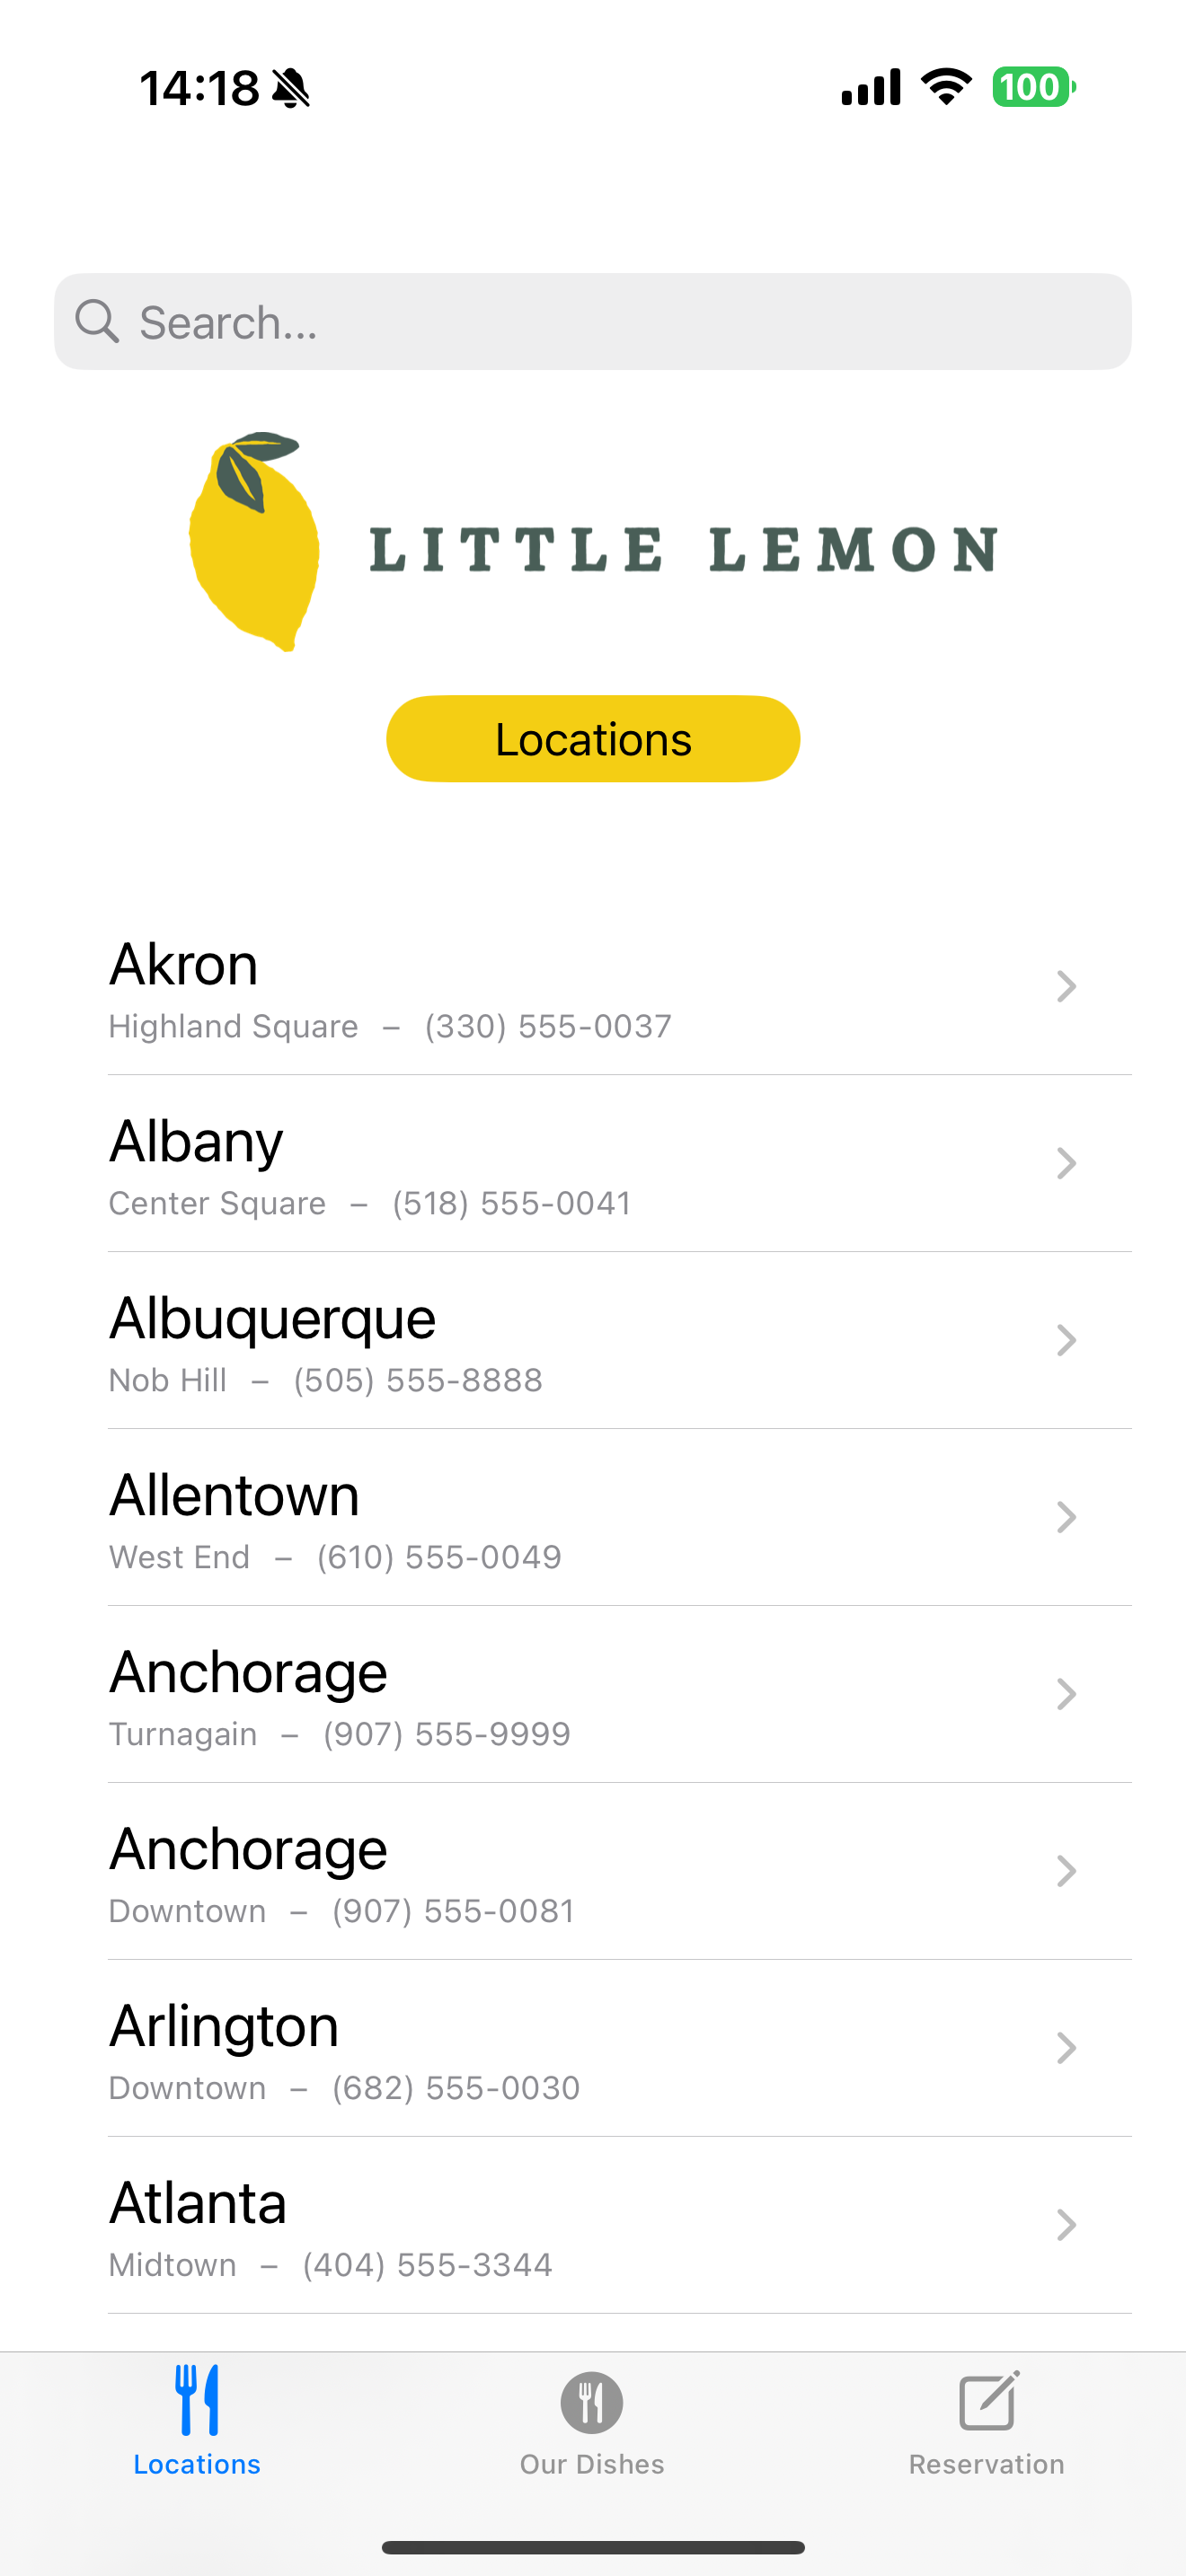 14:18
100
Search...
LITTLE LEMON
Locations
Akron
Highland Square – (330) 555-0037
Albany
Center Square – (518) 555-0041
Albuquerque
Nob Hill – (505) 555-8888
Allentown
West End – (610) 555-0049
Anchorage
Turnagain – (907) 555-9999
Anchorage
Downtown – (907) 555-0081
Arlington
Downtown – (682) 555-0030
Atlanta
Midtown – (404) 555-3344
Locations
Our Dishes
Reservation